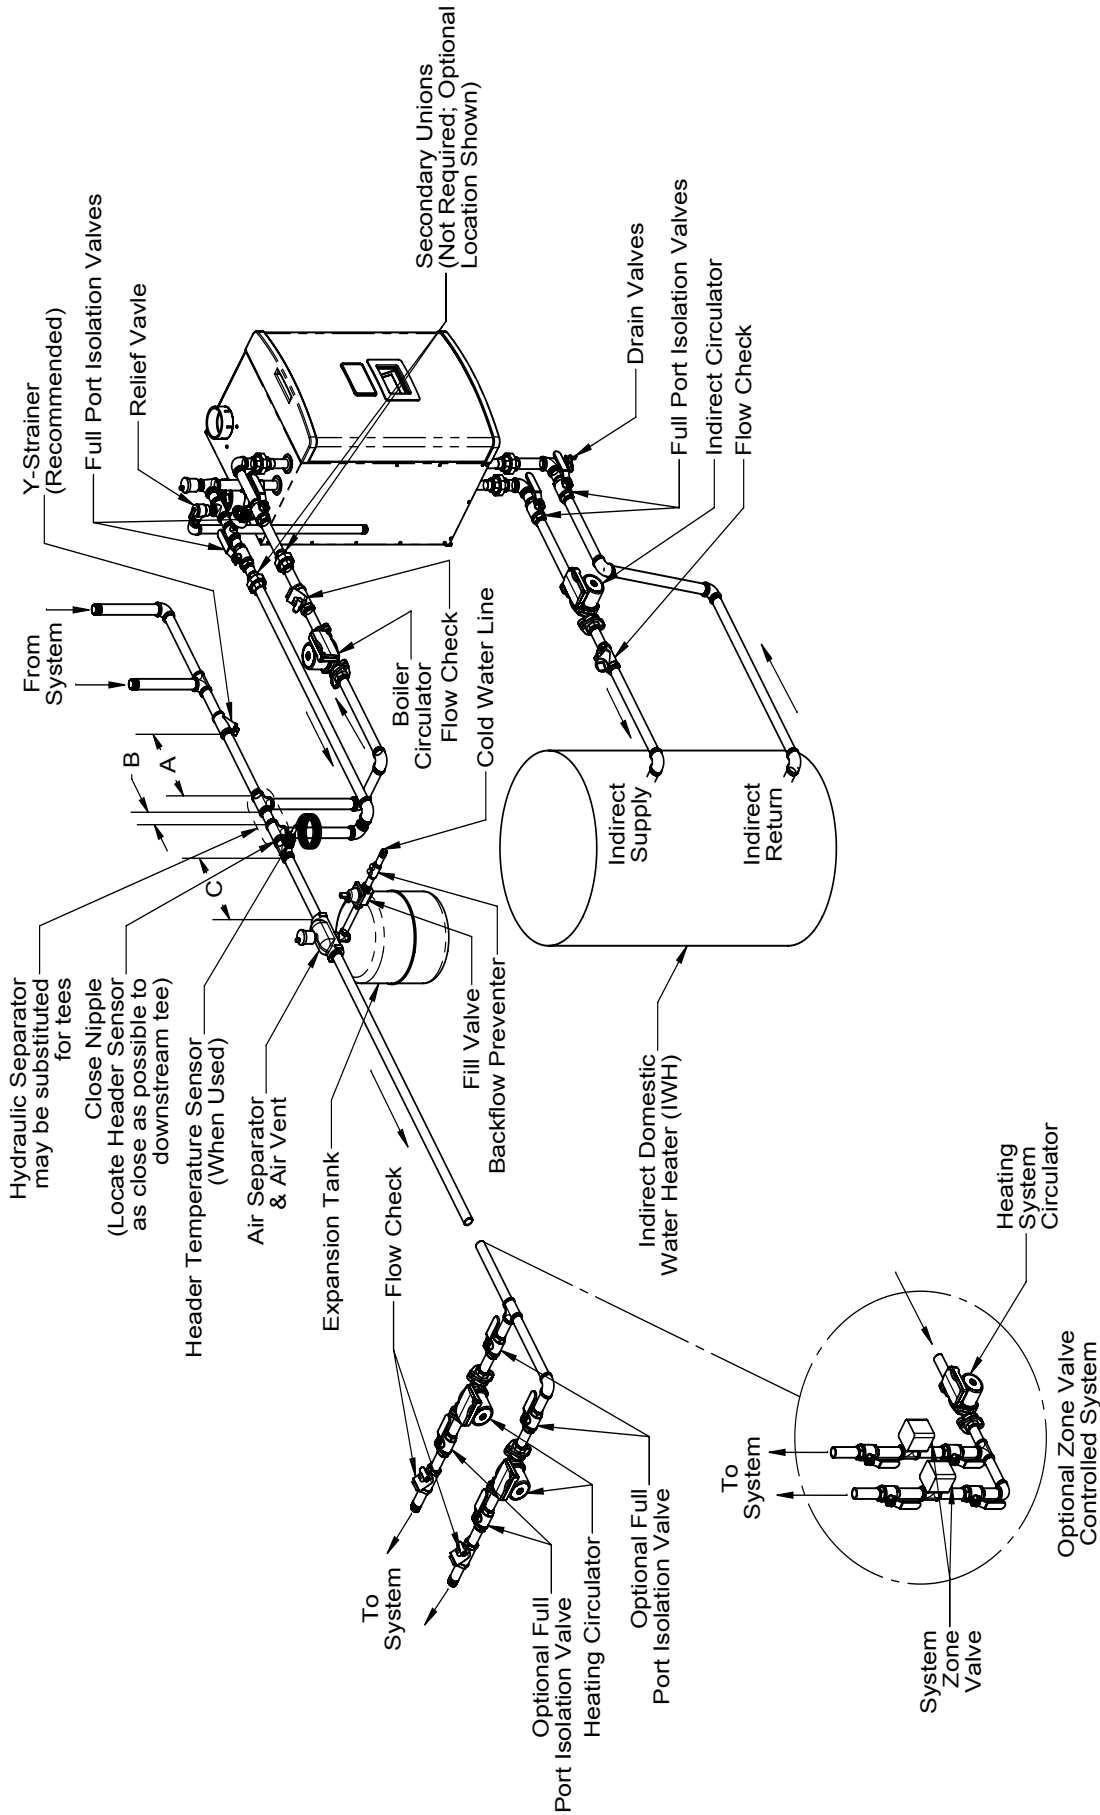 Hydraulic Separator
may be substituted
for tees
Close Nipple
(Locate Header Sensor
as close as possible to
downstream tee)
Header Temperature Sensor
(When Used)
Air Separator
& Air Vent
Expansion Tank
Flow Check
To
System
Optional Full
Port Isolation Valve
Heating Circulator
Optional Full
Port Isolation Valve
From
System
B
A
C
Y-Strainer
(Recommended)
Full Port Isolation Valves
Relief Vavle
Secondary Unions
(Not Required; Optional
Location Shown)
Boiler
Circulator
Flow Check
Cold Water Line
Fill Valve
Backflow Preventer
Drain Valves
Full Port Isolation Valves
Indirect Circulator
Flow Check
Indirect
Supply
Indirect
Return
Indirect Domestic
Water Heater (IWH)
To
System
System
Zone
Valve
Heating
System
Circulator
Optional Zone Valve
Controlled System